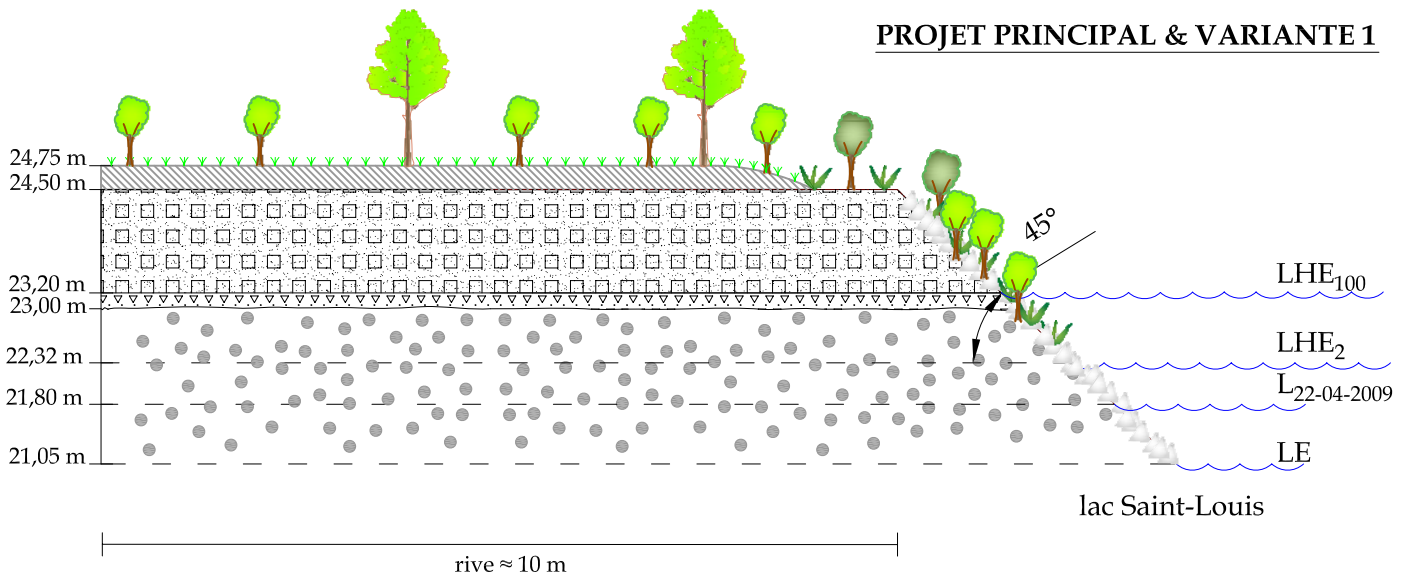 PROJET PRINCIPAL & VARIANTE 1
24,75 m
24,50 m
45°
23,20 m
LHE100
23,00 m
22,32 m
LHE2
21,80 m
L22-04-2009
21,05 m
LE
lac Saint-Louis
rive ≈ 10 m